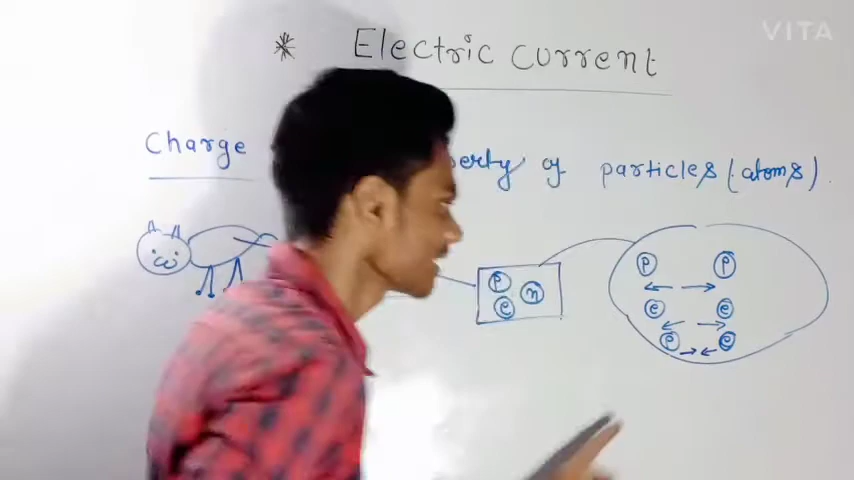 VITA
* Electric current
Charge
perty of particles (atoms).
p n
e
p p
e e
p e